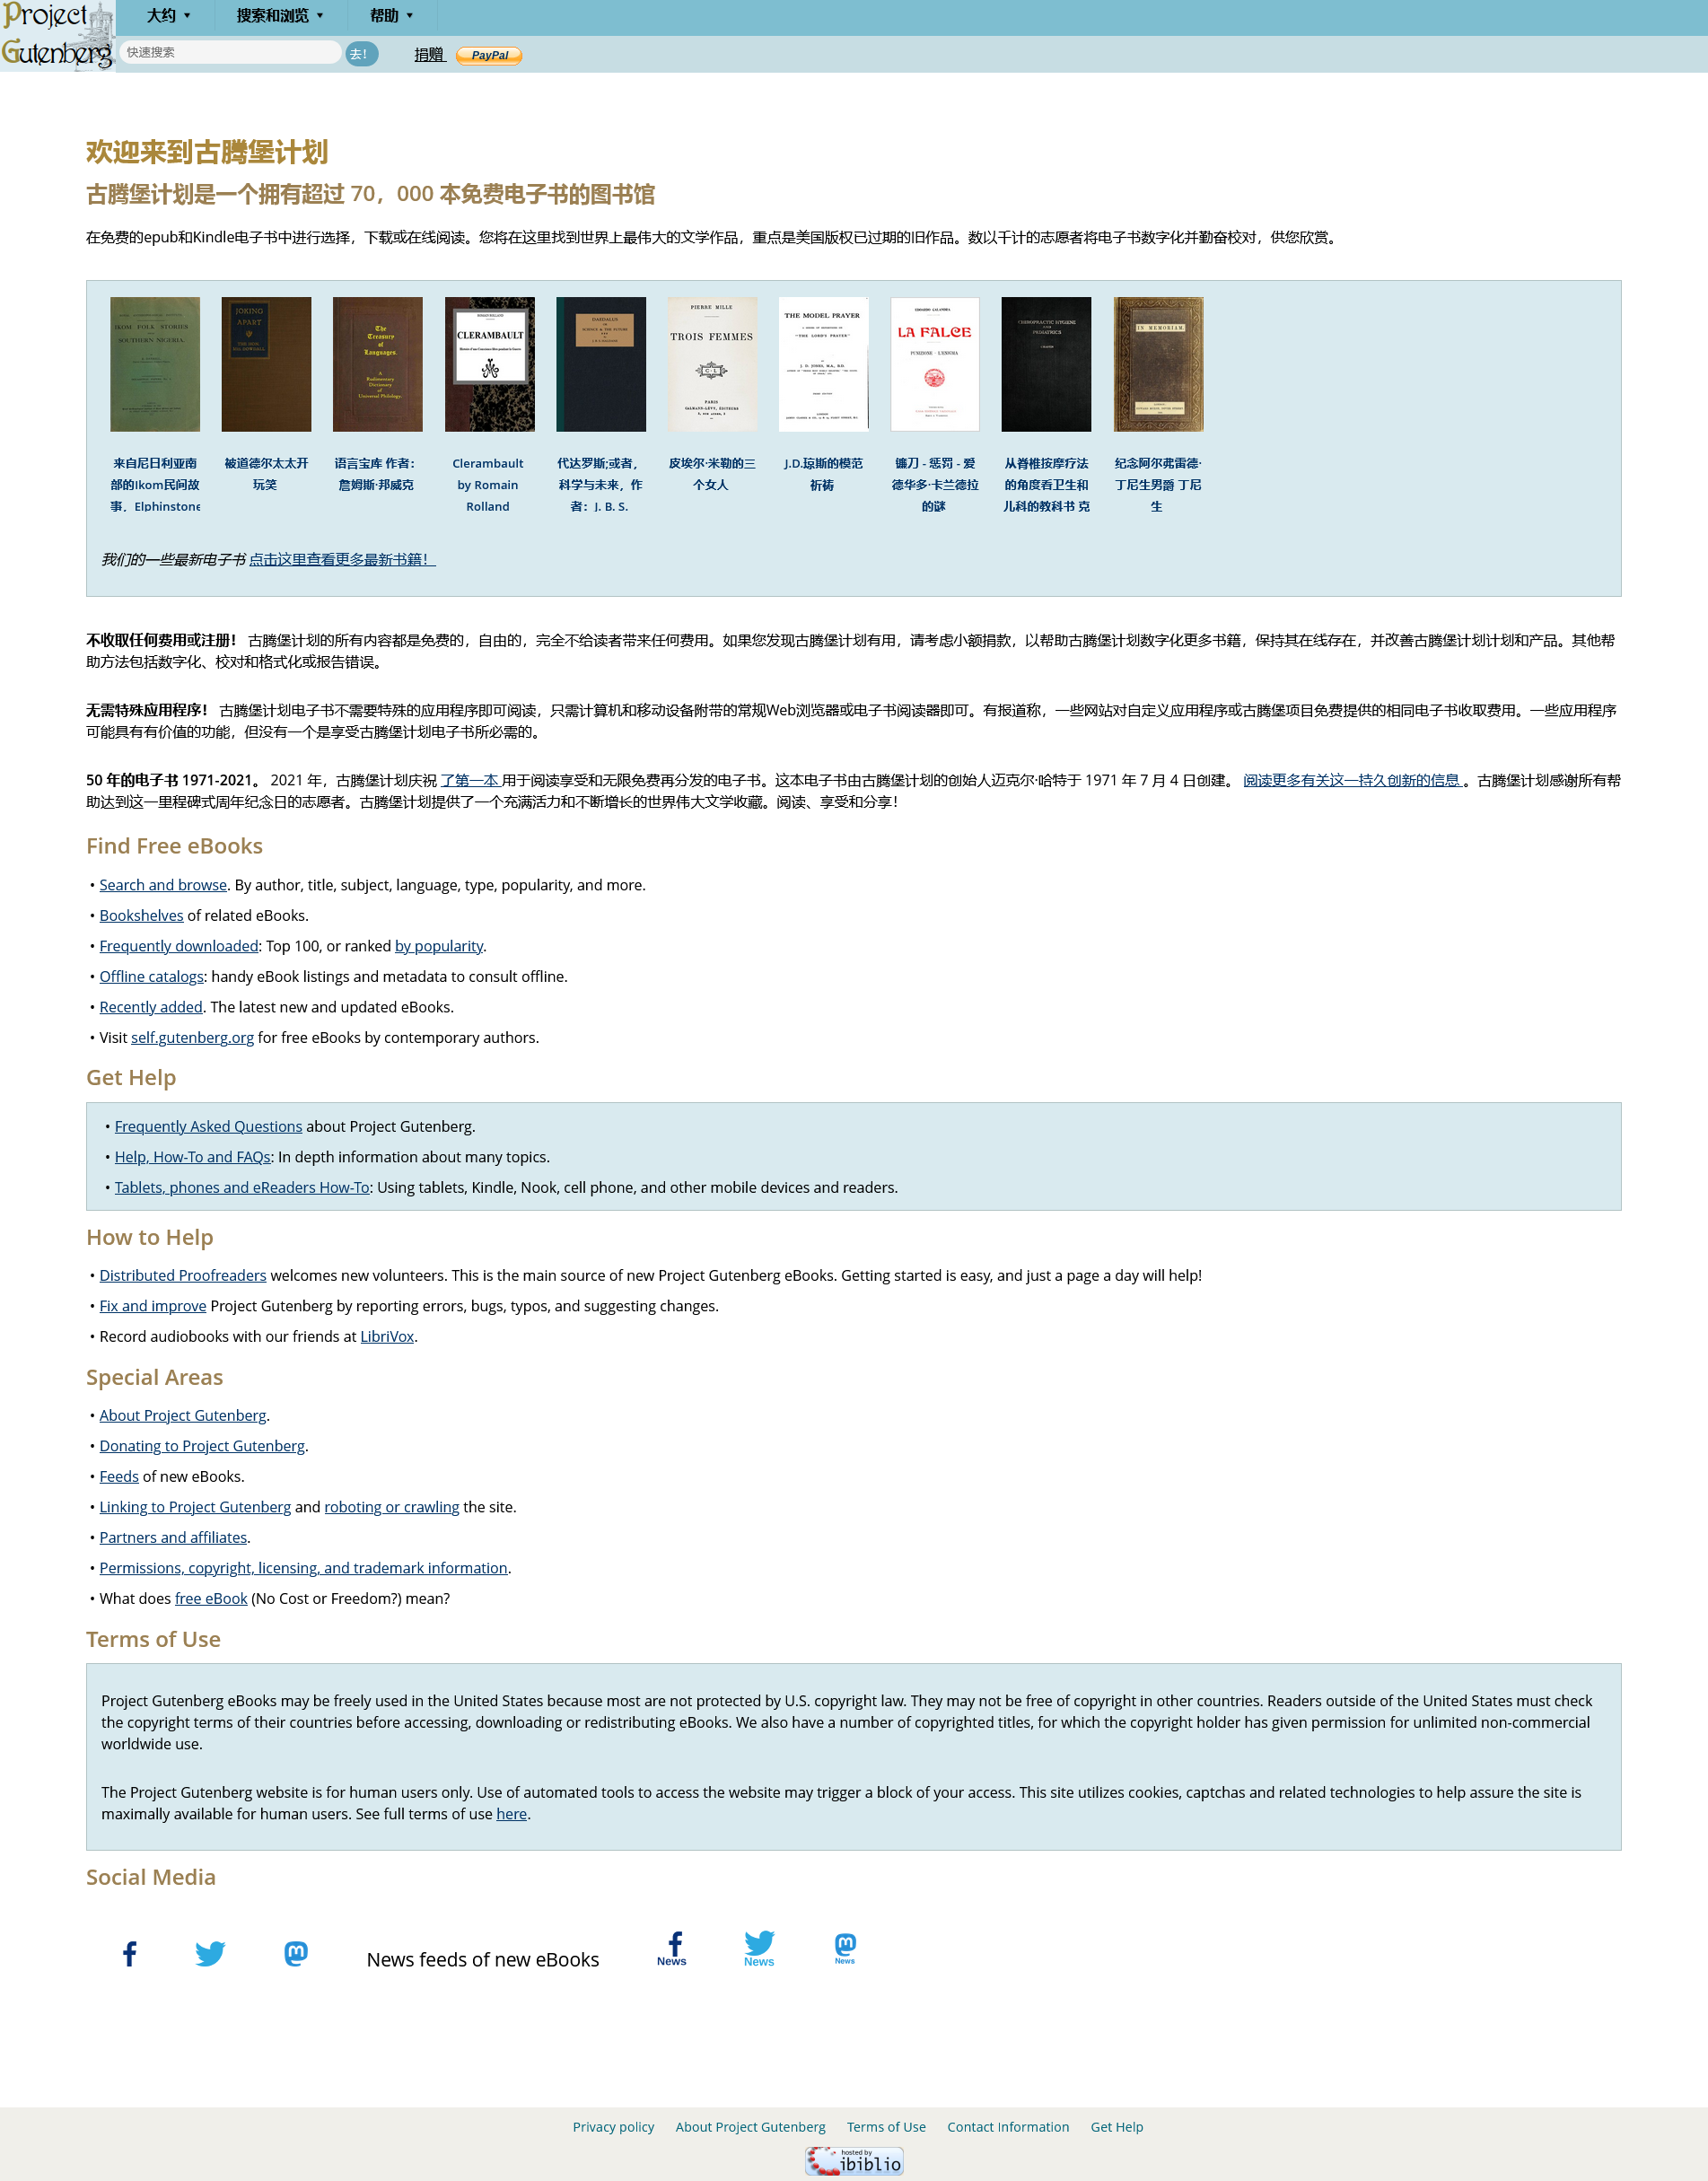 Project Gutenberg
大约 ▼ 搜索和浏览 ▼ 帮助 ▼
快速搜索 去! 捐赠 PayPal
欢迎来到古腾堡计划
古腾堡计划是一个拥有超过 70，000 本免费电子书的图书馆
在免费的epub和Kindle电子书中进行选择，下载或在线阅读。您将在这里找到世界上最伟大的文学作品，重点是美国版权已过期的旧作品。数以千计的志愿者将电子书数字化并勤奋校对，供您欣赏。
IKOM FOLK STORIES
SOUTHERN NIGERIA.
JOKING
APART
The
Treasury
of
Languages.
A
Rudimentary
Dictionary
of
Universal Philology.
CLERAMBAULT
DAEDALUS
PIERRE MILLE
TROIS FEMMES
PARIS
THE MODEL PRAYER
"THE LORD'S PRAYER"
LA FALCE
IN MEMORIAM.
来自尼日利亚南
部的Ikom民间故
事，Elphinstone
被道德尔太太开
玩笑
语言宝库 作者：
詹姆斯·邦威克
Clerambault
by Romain
Rolland
代达罗斯;或者，
科学与未来，作
者：J. B. S.
皮埃尔·米勒的三
个女人
J.D.琼斯的模范
祈祷
镰刀 - 惩罚 - 爱
德华多·卡兰德拉
的谜
从脊椎按摩疗法
的角度看卫生和
儿科的教科书 克
纪念阿尔弗雷德·
丁尼生男爵 丁尼
生
我们的一些最新电子书 点击这里查看更多最新书籍！
不收取任何费用或注册！ 古腾堡计划的所有内容都是免费的，自由的，完全不给读者带来任何费用。如果您发现古腾堡计划有用，请考虑小额捐款，以帮助古腾堡计划数字化更多书籍，保持其在线存在，并改善古腾堡计划计划和产品。其他帮
助方法包括数字化、校对和格式化或报告错误。
无需特殊应用程序！ 古腾堡计划电子书不需要特殊的应用程序即可阅读，只需计算机和移动设备附带的常规Web浏览器或电子书阅读器即可。有报道称，一些网站对自定义应用程序或古腾堡项目免费提供的相同电子书收取费用。一些应用程序
可能具有有价值的功能，但没有一个是享受古腾堡计划电子书所必需的。
50 年的电子书 1971-2021。 2021 年，古腾堡计划庆祝 了第一本 用于阅读享受和无限免费再分发的电子书。这本电子书由古腾堡计划的创始人迈克尔·哈特于 1971 年 7 月 4 日创建。 阅读更多有关这一持久创新的信息 。古腾堡计划感谢所有帮
助达到这一里程碑式周年纪念日的志愿者。古腾堡计划提供了一个充满活力和不断增长的世界伟大文学收藏。阅读、享受和分享！
Find Free eBooks
• Search and browse. By author, title, subject, language, type, popularity, and more.
• Bookshelves of related eBooks.
• Frequently downloaded: Top 100, or ranked by popularity.
• Offline catalogs: handy eBook listings and metadata to consult offline.
• Recently added. The latest new and updated eBooks.
• Visit self.gutenberg.org for free eBooks by contemporary authors.
Get Help
• Frequently Asked Questions about Project Gutenberg.
• Help, How-To and FAQs: In depth information about many topics.
• Tablets, phones and eReaders How-To: Using tablets, Kindle, Nook, cell phone, and other mobile devices and readers.
How to Help
• Distributed Proofreaders welcomes new volunteers. This is the main source of new Project Gutenberg eBooks. Getting started is easy, and just a page a day will help!
• Fix and improve Project Gutenberg by reporting errors, bugs, typos, and suggesting changes.
• Record audiobooks with our friends at LibriVox.
Special Areas
• About Project Gutenberg.
• Donating to Project Gutenberg.
• Feeds of new eBooks.
• Linking to Project Gutenberg and roboting or crawling the site.
• Partners and affiliates.
• Permissions, copyright, licensing, and trademark information.
• What does free eBook (No Cost or Freedom?) mean?
Terms of Use
Project Gutenberg eBooks may be freely used in the United States because most are not protected by U.S. copyright law. They may not be free of copyright in other countries. Readers outside of the United States must check
the copyright terms of their countries before accessing, downloading or redistributing eBooks. We also have a number of copyrighted titles, for which the copyright holder has given permission for unlimited non-commercial
worldwide use.
The Project Gutenberg website is for human users only. Use of automated tools to access the website may trigger a block of your access. This site utilizes cookies, captchas and related technologies to help assure the site is
maximally available for human users. See full terms of use here.
Social Media
News feeds of new eBooks News News News
Privacy policy About Project Gutenberg Terms of Use Contact Information Get Help
hosted by
ibiblio